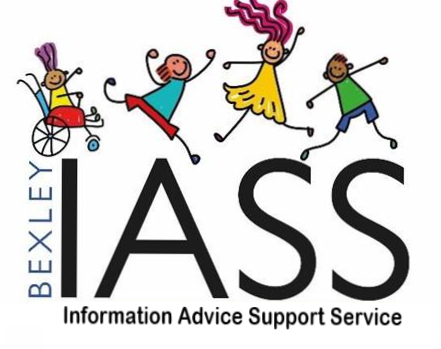 BEXLEY
IASS
Information Advice Support Service